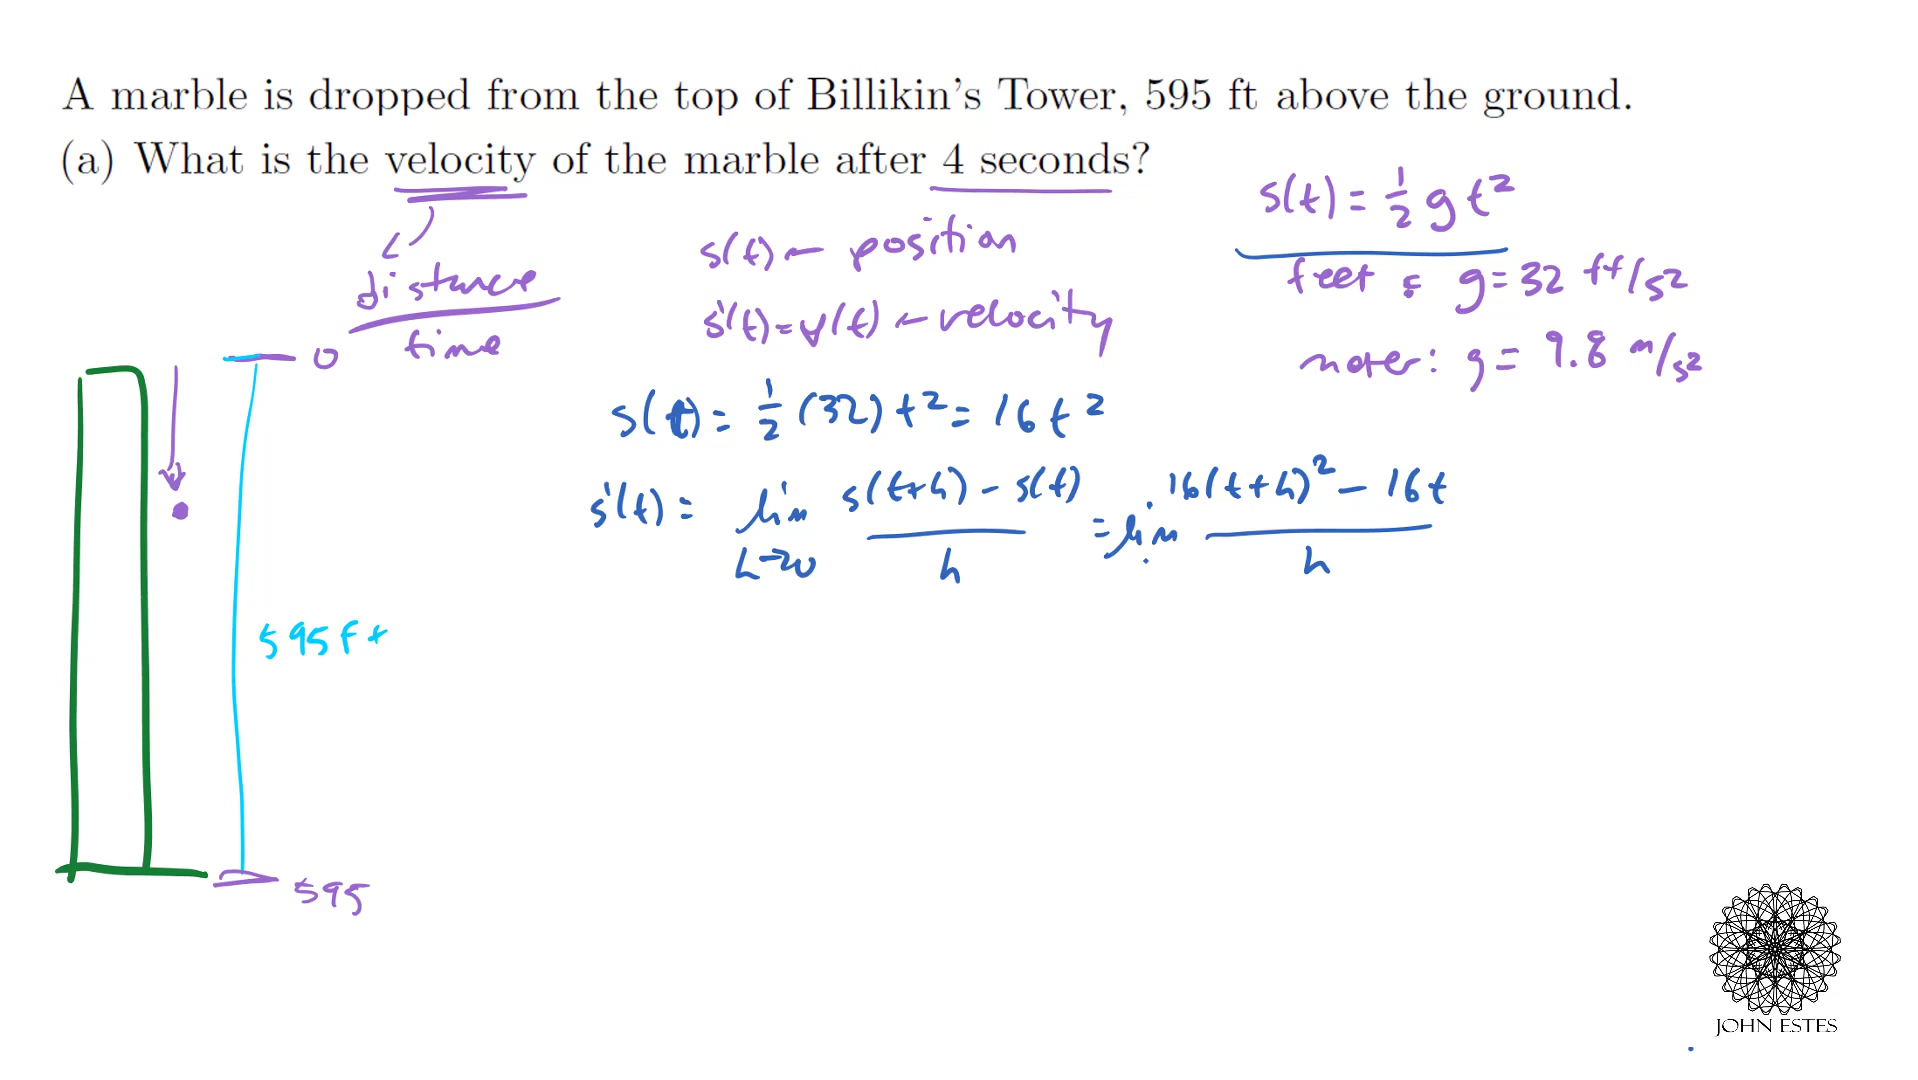 A marble is dropped from the top of Billikin's Tower, 595 ft above the ground.
(a) What is the velocity of the marble after 4 seconds?
distance
time
s(t) ← position
s'(t) = v(t) ← velocity
s(t) = 1/2 g t²
feet : g = 32 ft/s²
meter: g = 9.8 m/s²
0
595 ft
595
s(t) = 1/2 (32) t² = 16 t²
s'(t) = lim h→0 s(t+h) - s(t) / h = lim 16(t+h)² - 16t / h
JOHN ESTES